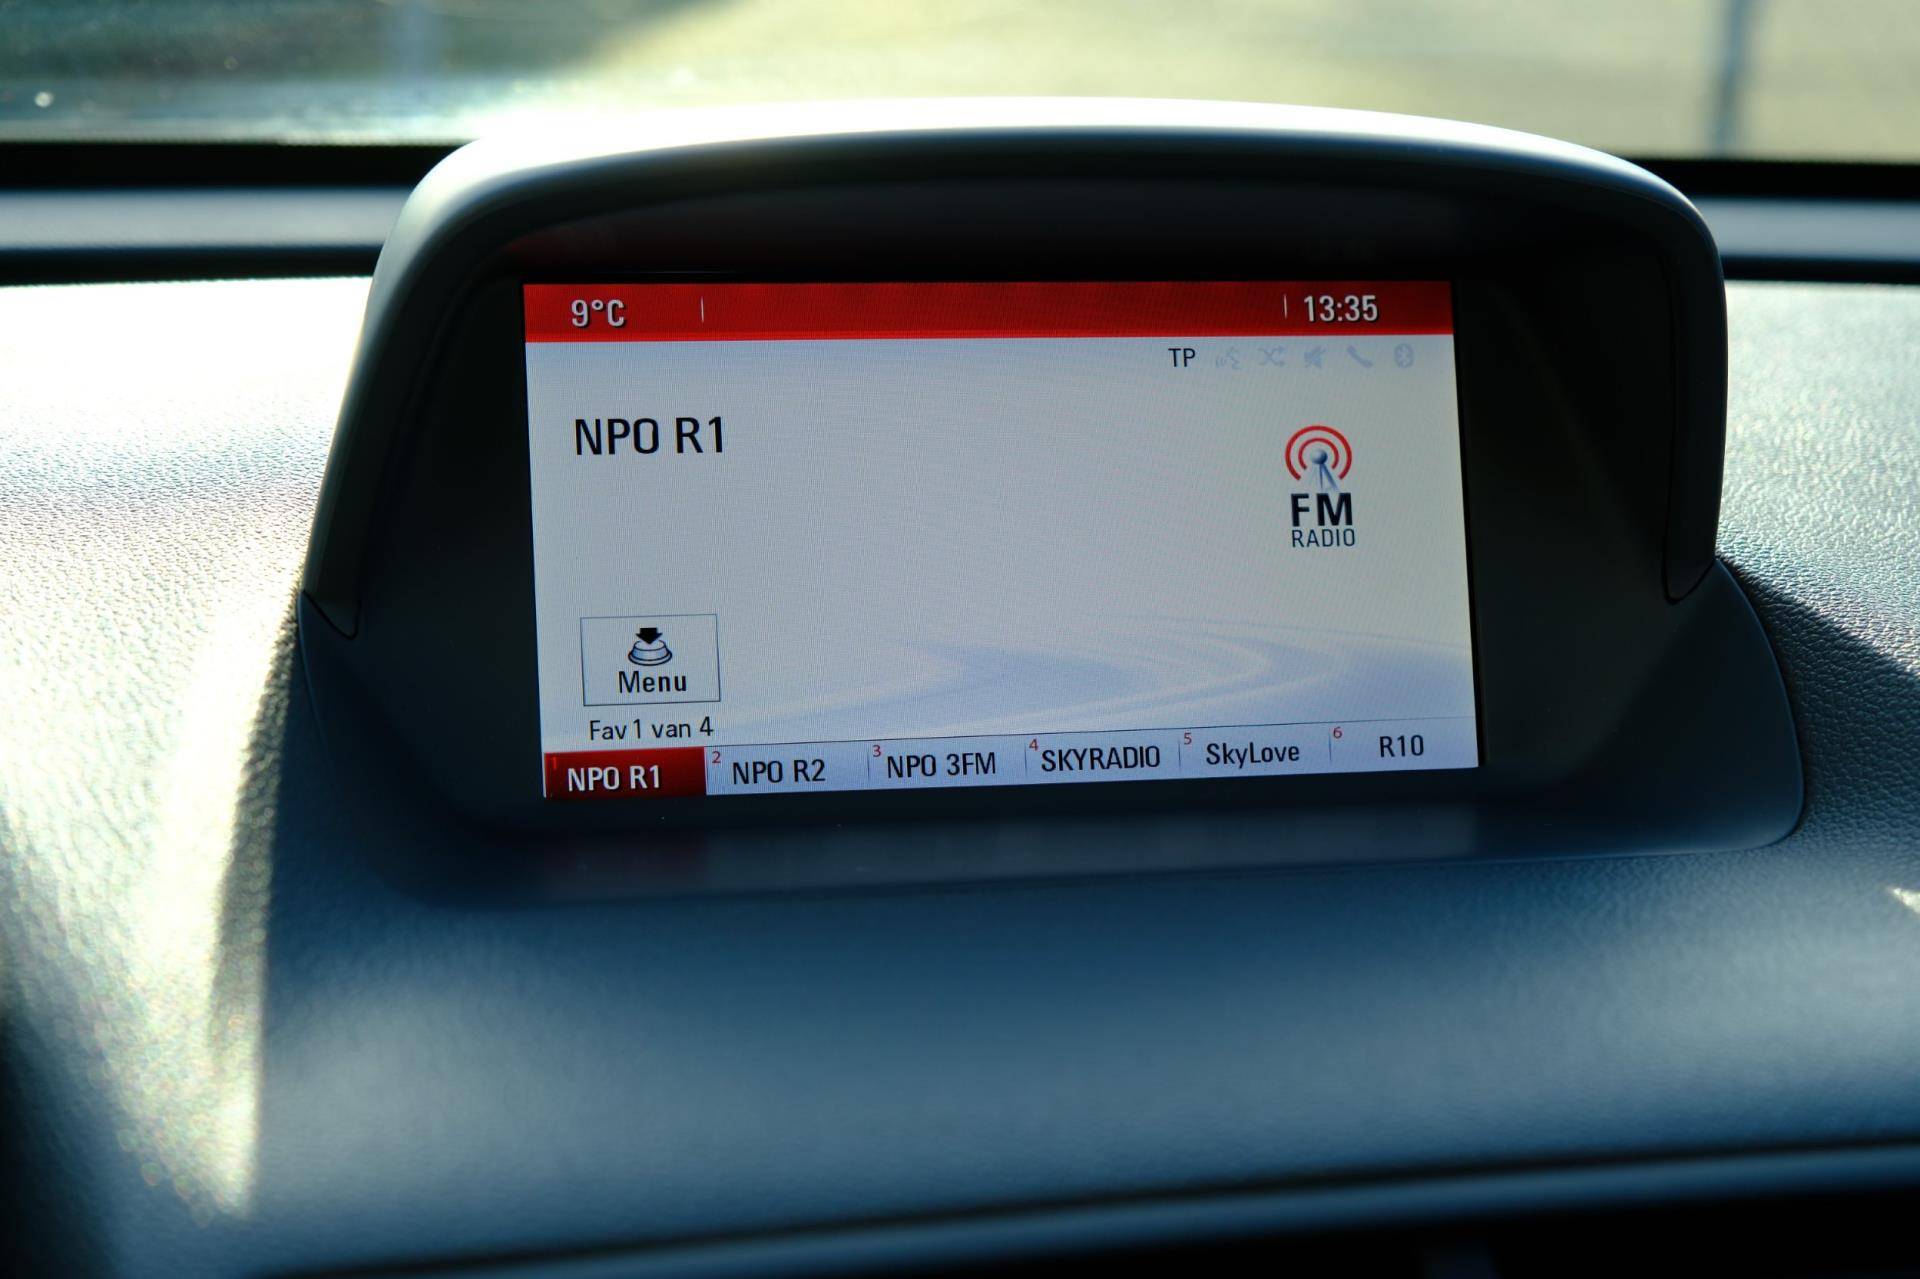 9°C 13:35
TP
NPO R1
FM
RADIO
Menu
Fav 1 van 4
1 NPO R1 2 NPO R2 3 NPO 3FM 4 SKYRADIO 5 SkyLove 6 R10